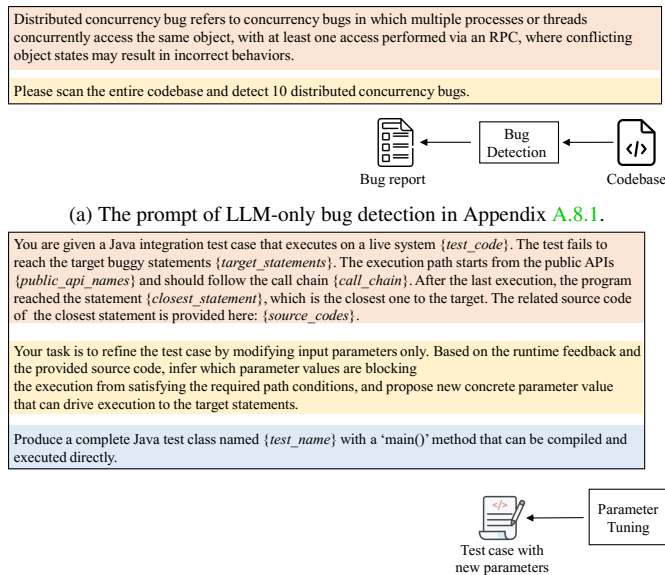 Distributed concurrency bug refers to concurrency bugs in which multiple processes or threads
concurrently access the same object, with at least one access performed via an RPC, where conflicting
object states may result in incorrect behaviors.
Please scan the entire codebase and detect 10 distributed concurrency bugs.
Bug report
Bug
Detection
</>
Codebase
(a) The prompt of LLM-only bug detection in Appendix A.8.1.
You are given a Java integration test case that executes on a live system {test_code}. The test fails to
reach the target buggy statements {target_statements}. The execution path starts from the public APIs
{public_api_names} and should follow the call chain {call_chain}. After the last execution, the program
reached the statement {closest_statement}, which is the closest one to the target. The related source code
of the closest statement is provided here: {source_codes}.
Your task is to refine the test case by modifying input parameters only. Based on the runtime feedback and
the provided source code, infer which parameter values are blocking
the execution from satisfying the required path conditions, and propose new concrete parameter value
that can drive execution to the target statements.
Produce a complete Java test class named {test_name} with a ‘main()’ method that can be compiled and
executed directly.
</>
Test case with
new parameters
Parameter
Tuning